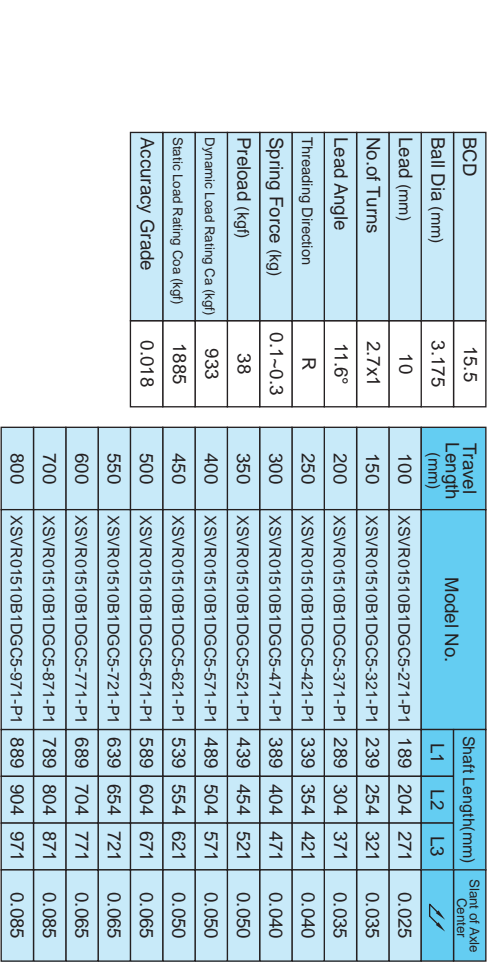 BCD 15.5
Ball Dia (mm) 3.175
Lead (mm) 10
No.of Turns 2.7x1
Lead Angle 11.6°
Threading Direction R
Spring Force (kg) 0.1~0.3
Preload (kgf) 38
Dynamic Load Rating Ca (kgf) 933
Static Load Rating Coa (kgf) 1885
Accuracy Grade 0.018
Travel
Length
(mm)
Model No.
Shaft Length(mm)
L1 L2 L3
Slant of Axle
Center
100 XSVR01510B1DGC5-271-P1 189 204 271 0.025
150 XSVR01510B1DGC5-321-P1 239 254 321 0.035
200 XSVR01510B1DGC5-371-P1 289 304 371 0.035
250 XSVR01510B1DGC5-421-P1 339 354 421 0.040
300 XSVR01510B1DGC5-471-P1 389 404 471 0.040
350 XSVR01510B1DGC5-521-P1 439 454 521 0.050
400 XSVR01510B1DGC5-571-P1 489 504 571 0.050
450 XSVR01510B1DGC5-621-P1 539 554 621 0.050
500 XSVR01510B1DGC5-671-P1 589 604 671 0.065
550 XSVR01510B1DGC5-721-P1 639 654 721 0.065
600 XSVR01510B1DGC5-771-P1 689 704 771 0.065
700 XSVR01510B1DGC5-871-P1 789 804 871 0.085
800 XSVR01510B1DGC5-971-P1 889 904 971 0.085